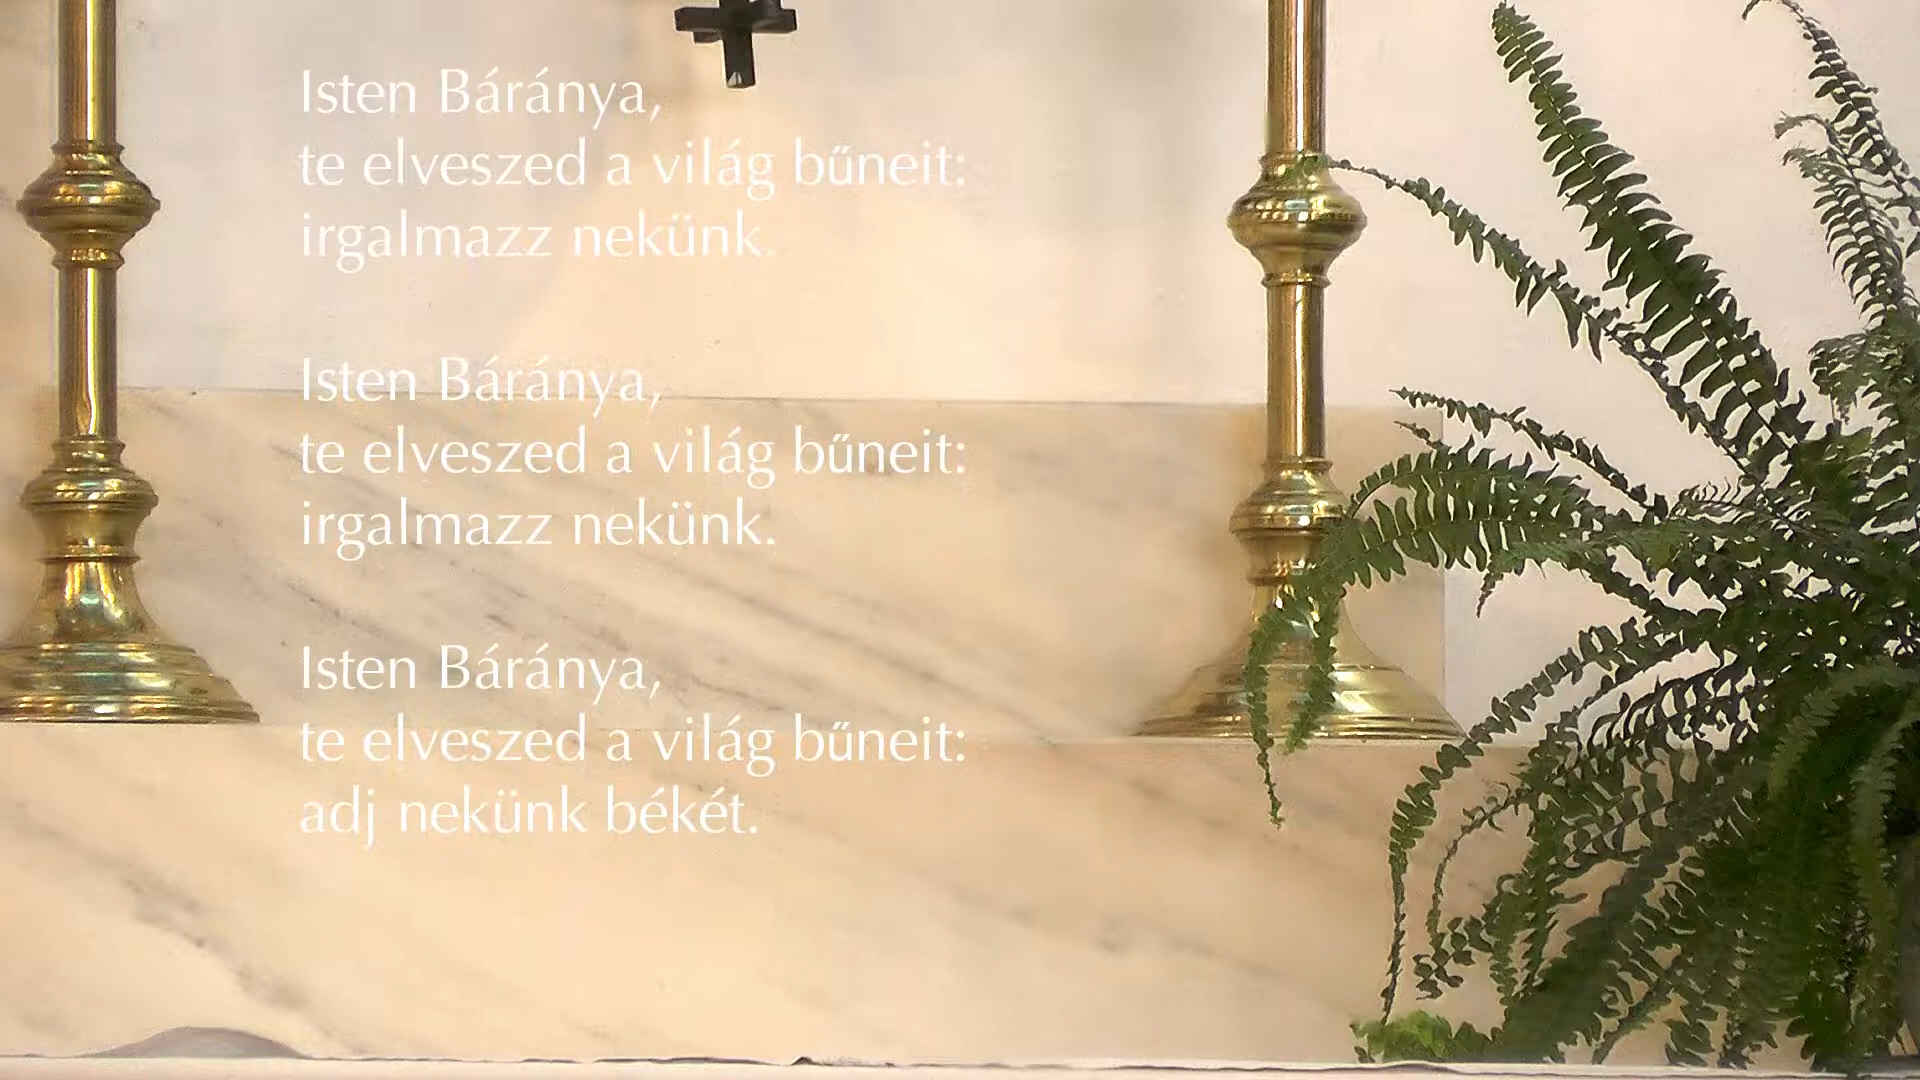 Isten Báránya,
te elveszed a világ bűneit:
irgalmazz nekünk.
Isten Báránya,
te elveszed a világ bűneit:
irgalmazz nekünk.
Isten Báránya,
te elveszed a világ bűneit:
adj nekünk békét.